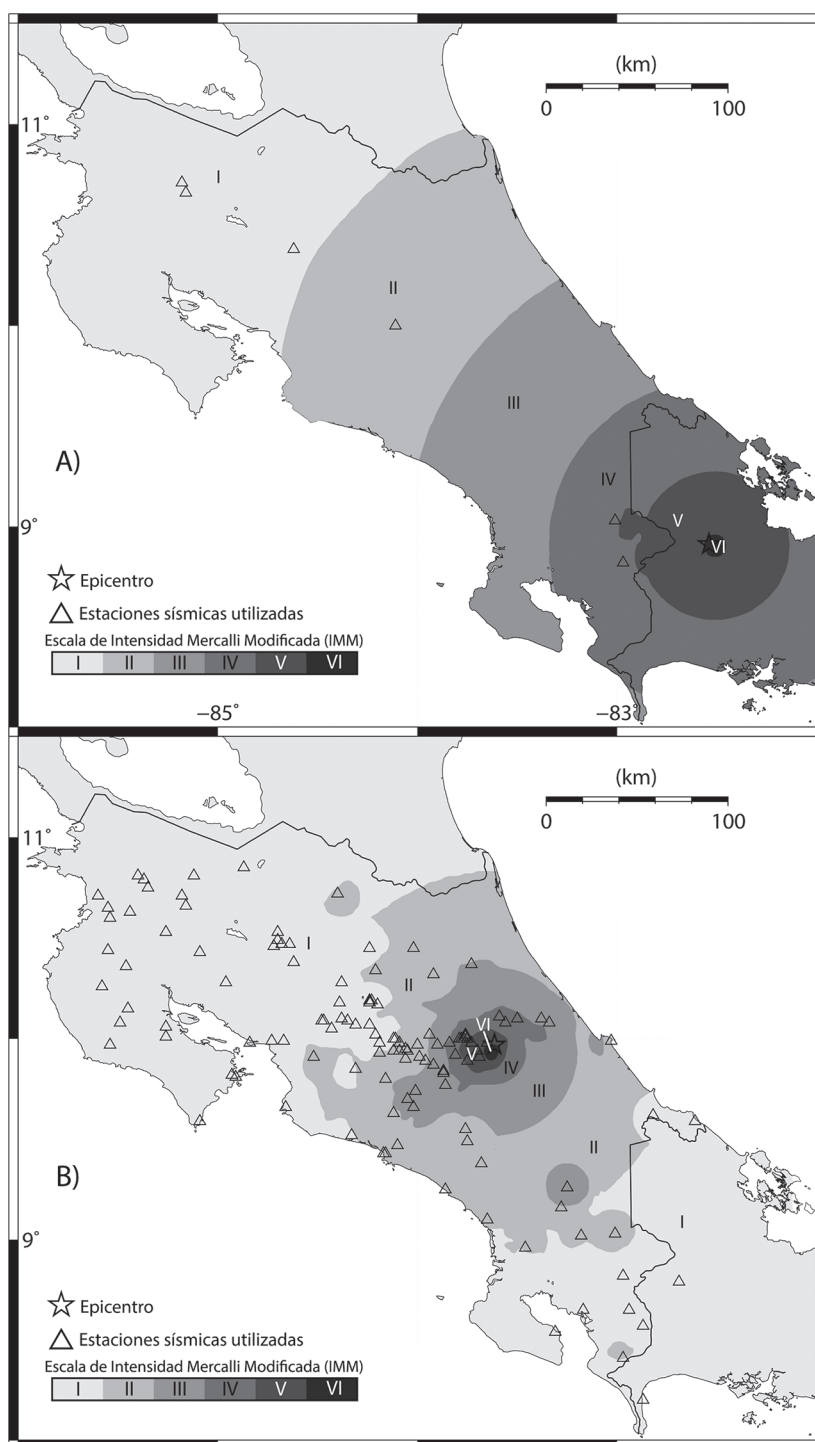 (km)
0 100
11°
I
II
III
A)
IV
V
VI
9°
Epicentro
Estaciones sísmicas utilizadas
Escala de Intensidad Mercalli Modificada (IMM)
I II III IV V VI
−85° −83°
(km)
0 100
11°
I
II
VI
V
IV
III
II
B)
I
9°
Epicentro
Estaciones sísmicas utilizadas
Escala de Intensidad Mercalli Modificada (IMM)
I II III IV V VI